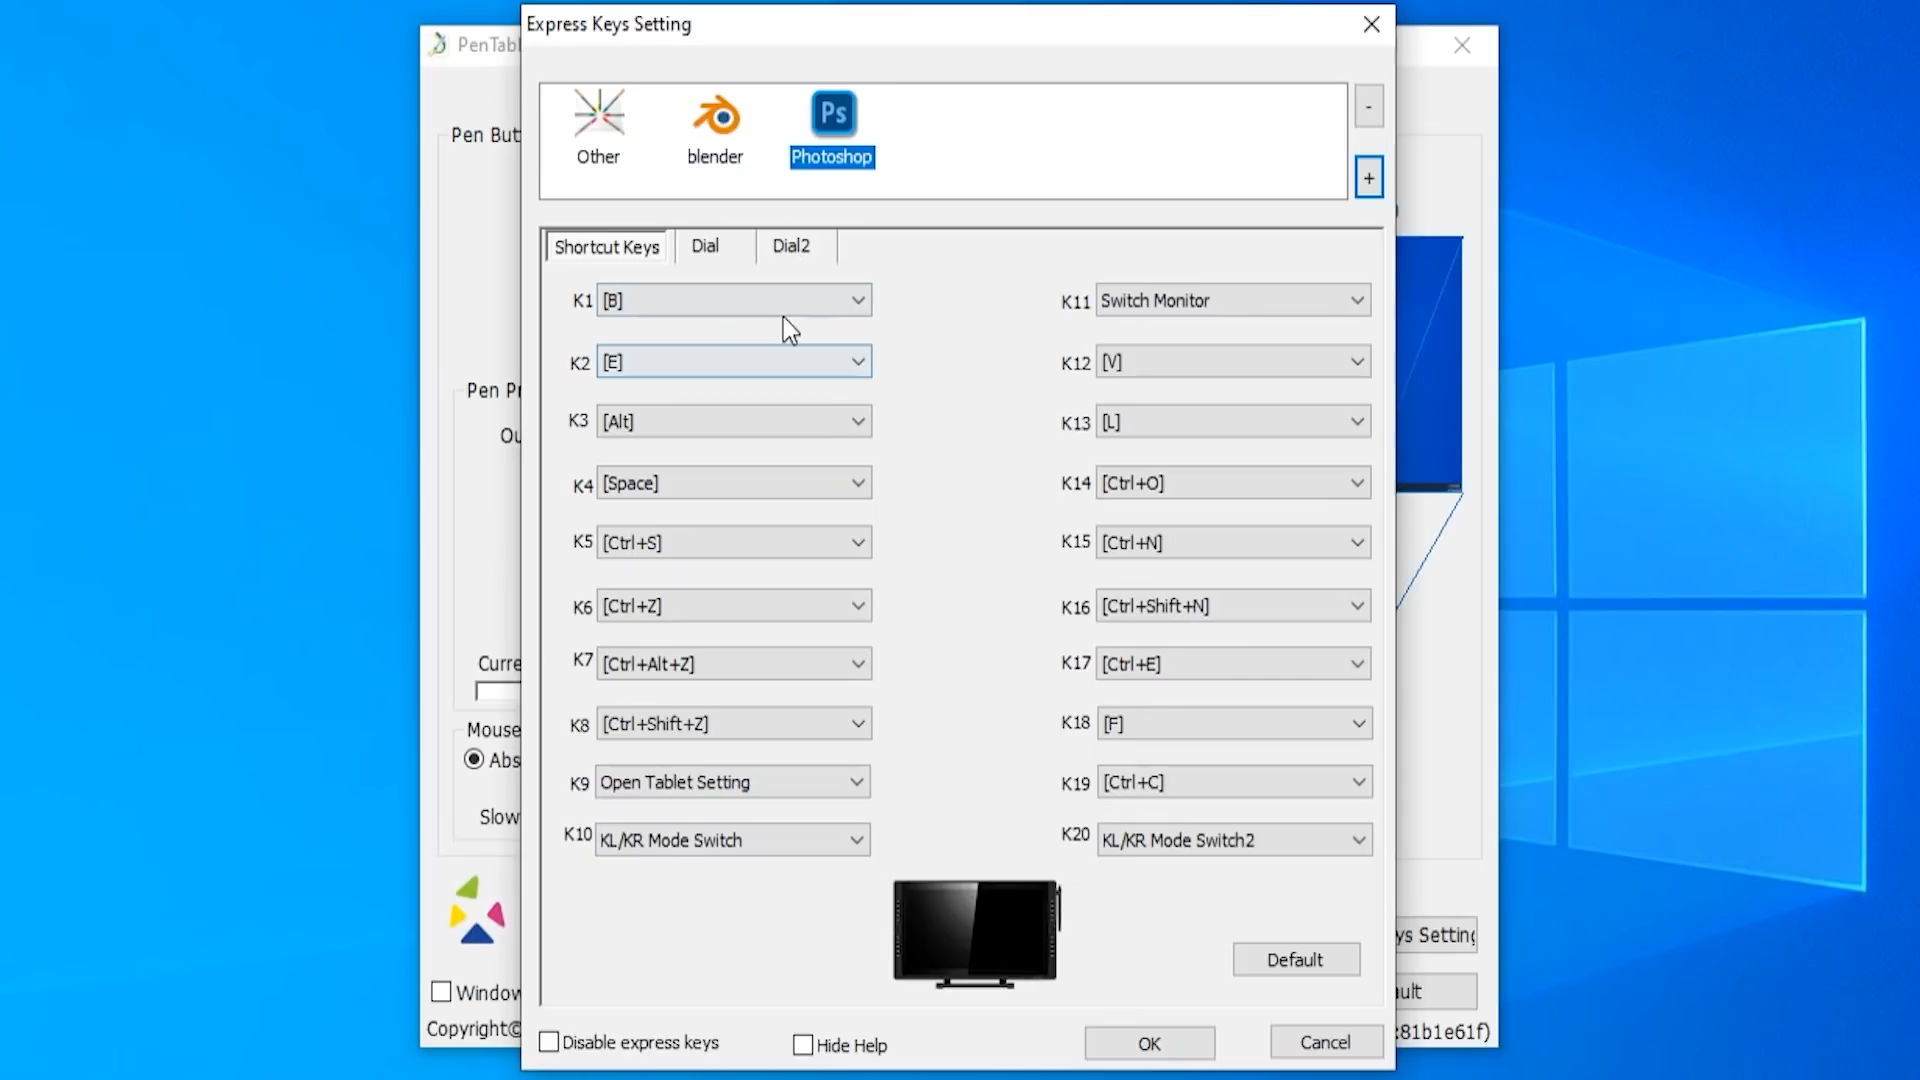 Express Keys Setting
PenTabl
Other
blender
Ps
Photoshop
-
+
Pen But
Shortcut Keys
Dial
Dial2
K1 [B]
K11 Switch Monitor
K2 [E]
K12 [V]
Pen Pr
K3 [Alt]
K13 [L]
Ou
K4 [Space]
K14 [Ctrl+O]
K5 [Ctrl+S]
K15 [Ctrl+N]
K6 [Ctrl+Z]
K16 [Ctrl+Shift+N]
Curre
K7 [Ctrl+Alt+Z]
K17 [Ctrl+E]
Mouse
K8 [Ctrl+Shift+Z]
K18 [F]
Abs
K9 Open Tablet Setting
K19 [Ctrl+C]
Slow
K10 KL/KR Mode Switch
K20 KL/KR Mode Switch2
ys Setting
Default
Window
ault
Copyright©
:81b1e61f)
Disable express keys
Hide Help
OK
Cancel